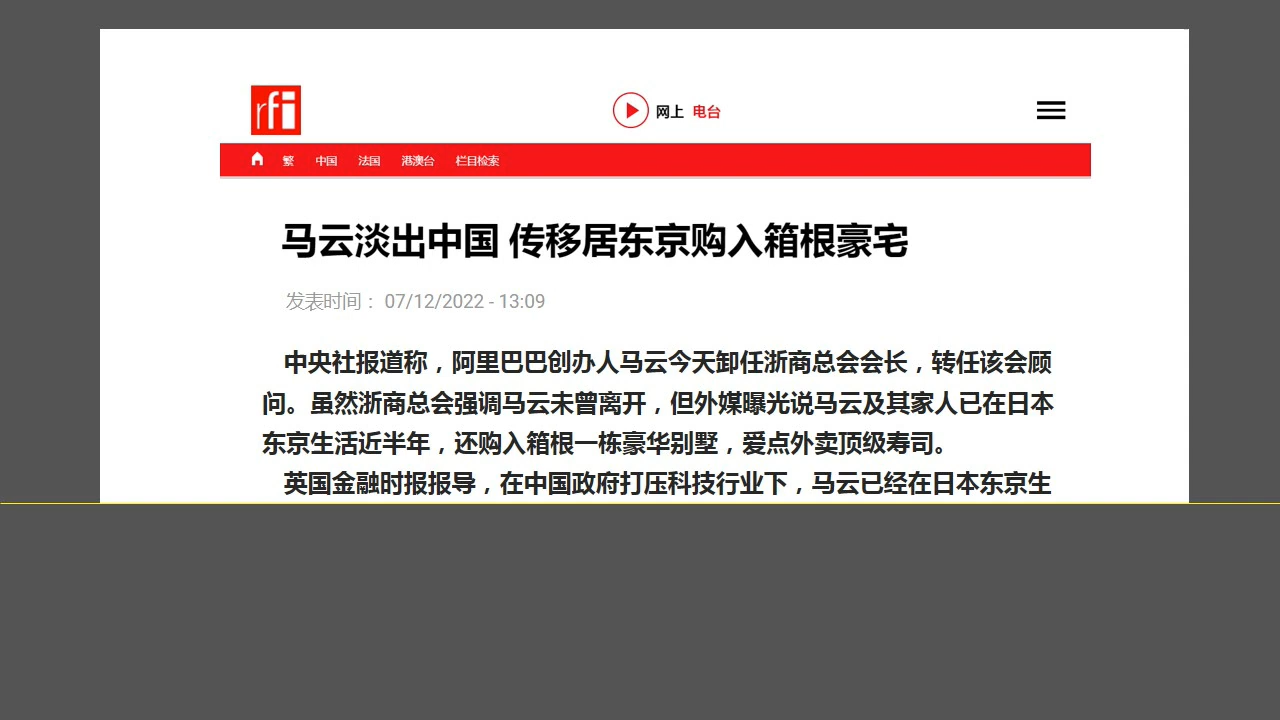 rfi
网上 电台
繁 中国 法国 港澳台 栏目检索
马云淡出中国 传移居东京购入箱根豪宅
发表时间： 07/12/2022 - 13:09
中央社报道称，阿里巴巴创办人马云今天卸任浙商总会会长，转任该会顾
问。虽然浙商总会强调马云未曾离开，但外媒曝光说马云及其家人已在日本
东京生活近半年，还购入箱根一栋豪华别墅，爱点外卖顶级寿司。
英国金融时报报导，在中国政府打压科技行业下，马云已经在日本东京生